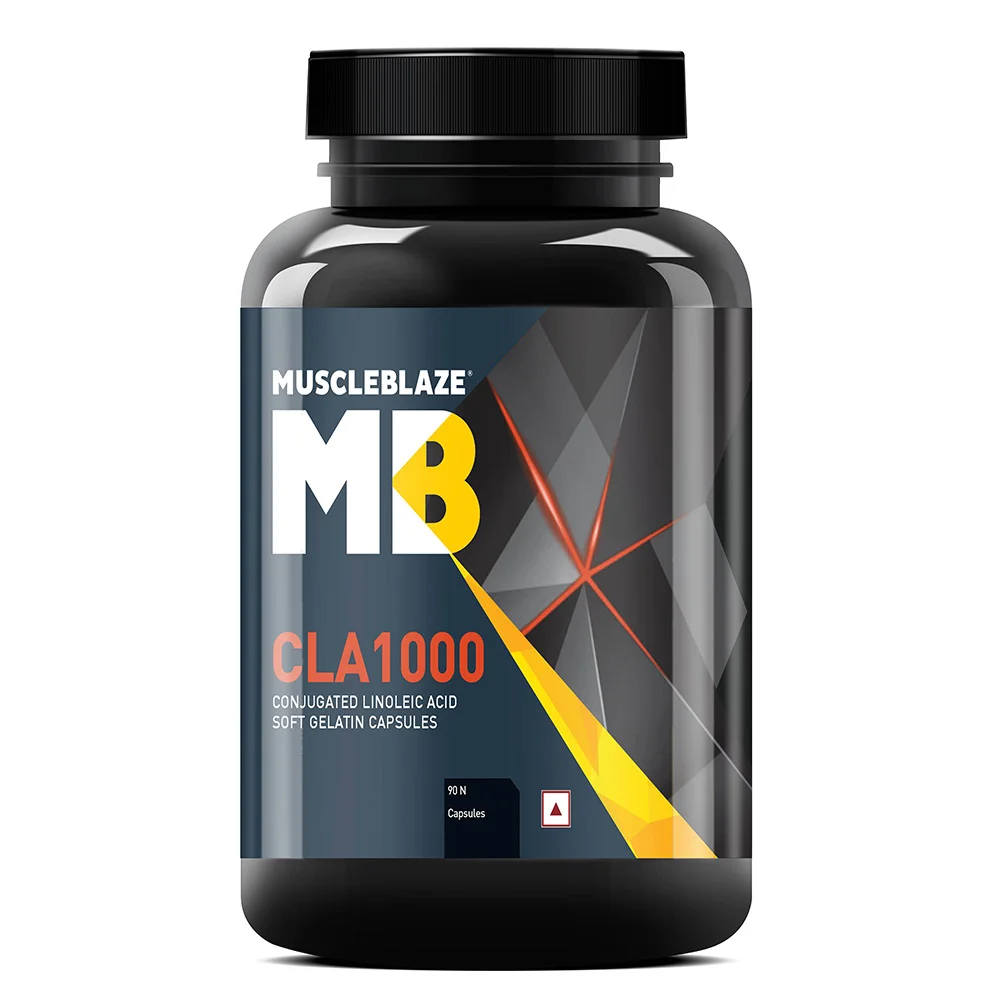 MUSCLEBLAZE®
MB
CLA1000
CONJUGATED LINOLEIC ACID
SOFT GELATIN CAPSULES
90 N
Capsules